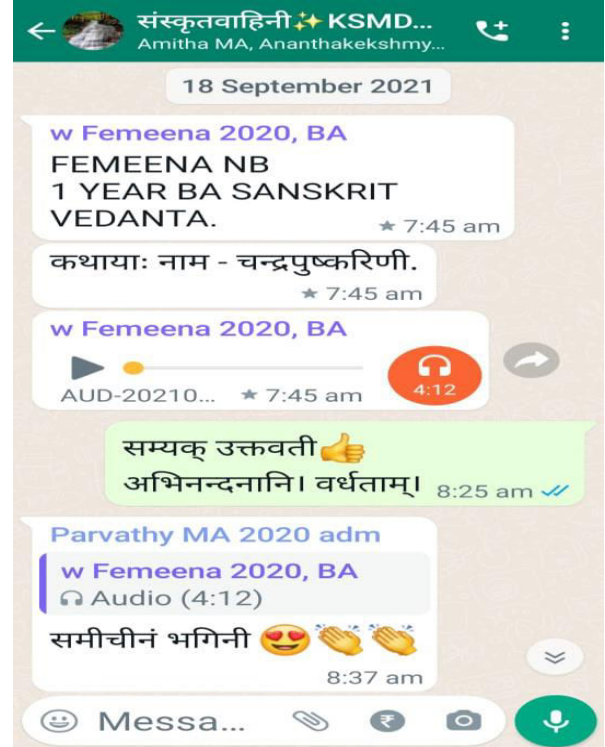 संस्कृतवाहिनी✨ KSMD...
Amitha MA, Ananthakekshmy...
18 September 2021
w Femeena 2020, BA
FEMEENA NB
1 YEAR BA SANSKRIT
VEDANTA.
★ 7:45 am
कथायाः नाम - चन्द्रपुष्करिणी.
★ 7:45 am
w Femeena 2020, BA
4:12
AUD-20210... ★ 7:45 am
सम्यक् उक्तवती👍
अभिनन्दनानि। वर्धताम्। 8:25 am
Parvathy MA 2020 adm
w Femeena 2020, BA
Audio (4:12)
समीचीनं भगिनी 😍 👏 👏
8:37 am
Messa...